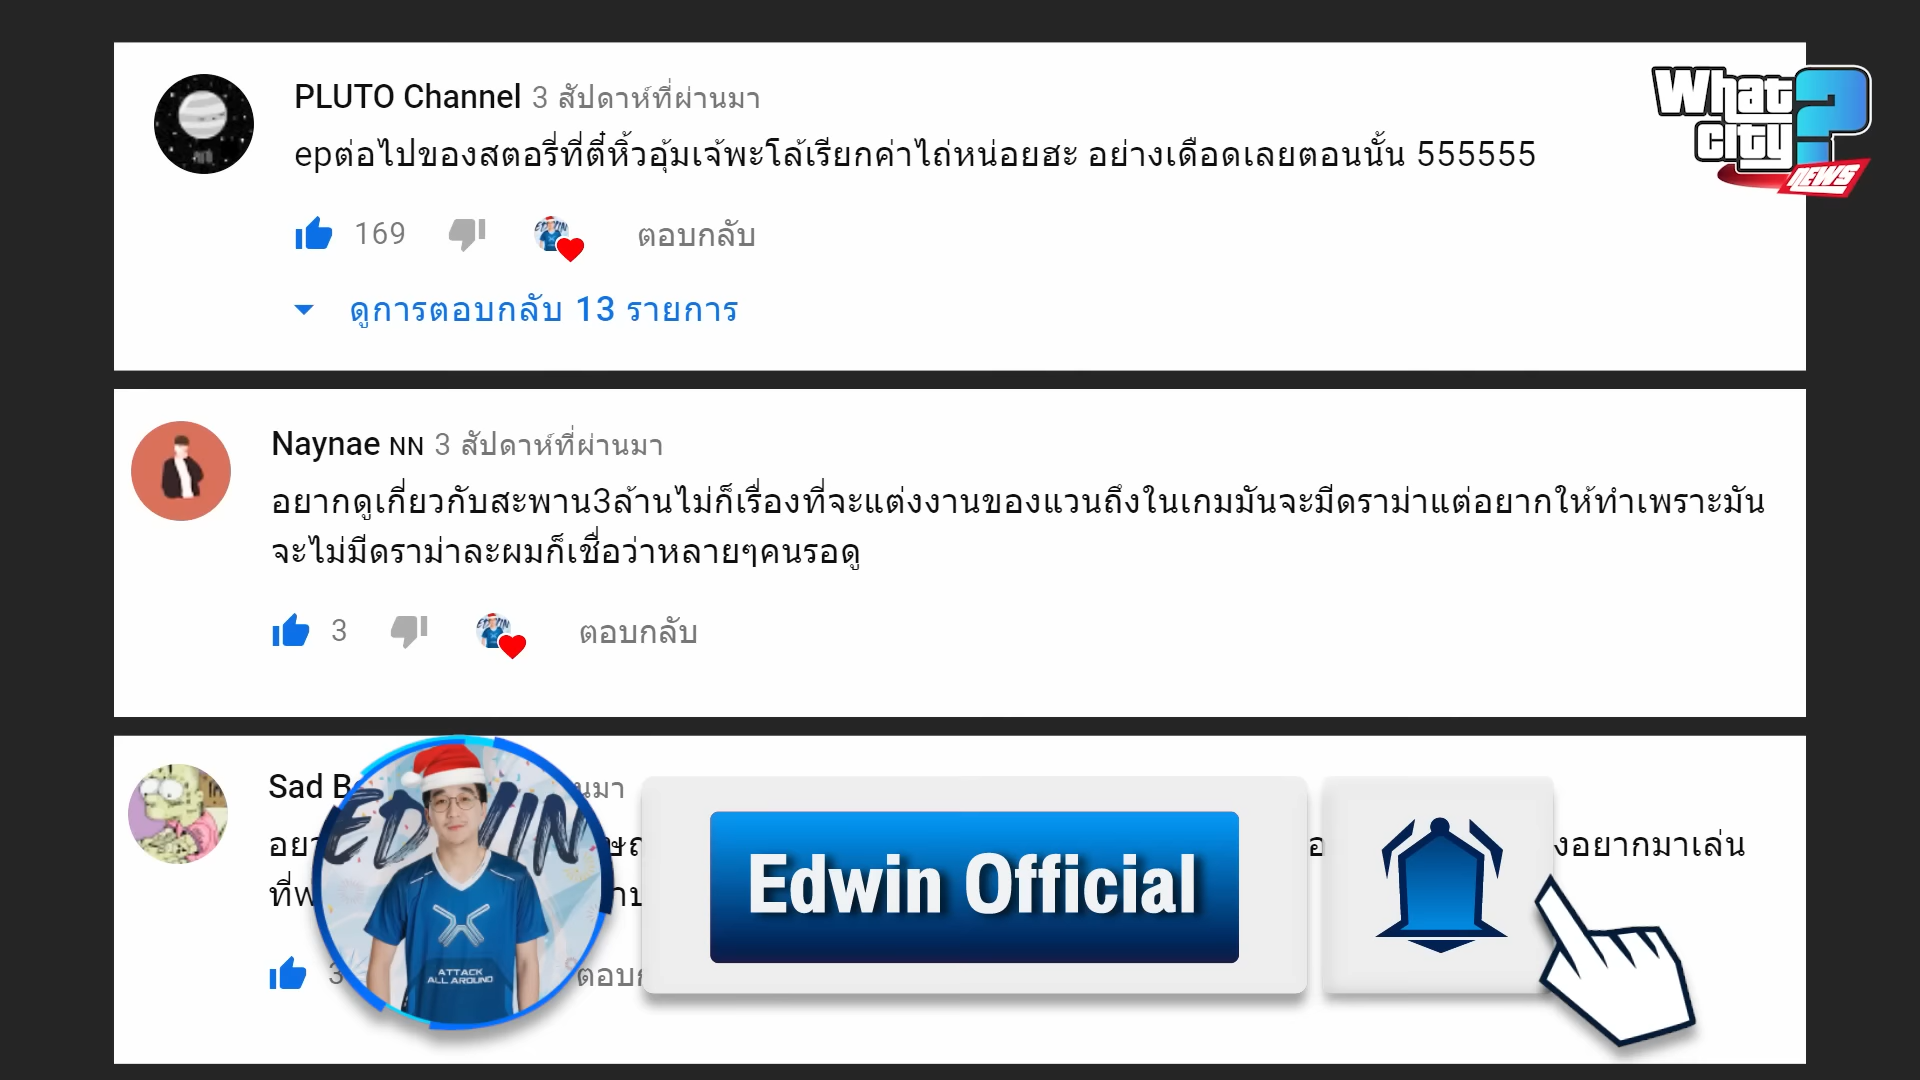 PLUTO Channel 3 สัปดาห์ที่ผ่านมา
epต่อไปของสตอรี่ที่ตี๋หิ้วอุ้มเจ้พะโล้เรียกค่าไถ่หน่อยฮะ อย่างเดือดเลยตอนนั้น 555555
169 ตอบกลับ
ดูการตอบกลับ 13 รายการ
What City? NEWS
Naynae NN 3 สัปดาห์ที่ผ่านมา
อยากดูเกี่ยวกับสะพาน3ล้านไม่ก็เรื่องที่จะแต่งงานของแวนถึงในเกมมันจะมีดราม่าแต่อยากให้ทำเพราะมัน
จะไม่มีดราม่าละผมก็เชื่อว่าหลายๆคนรอดู
3 ตอบกลับ
Sad
งอยากมาเล่น
EDWIN
ATTACK
ALL AROUND
Edwin Official